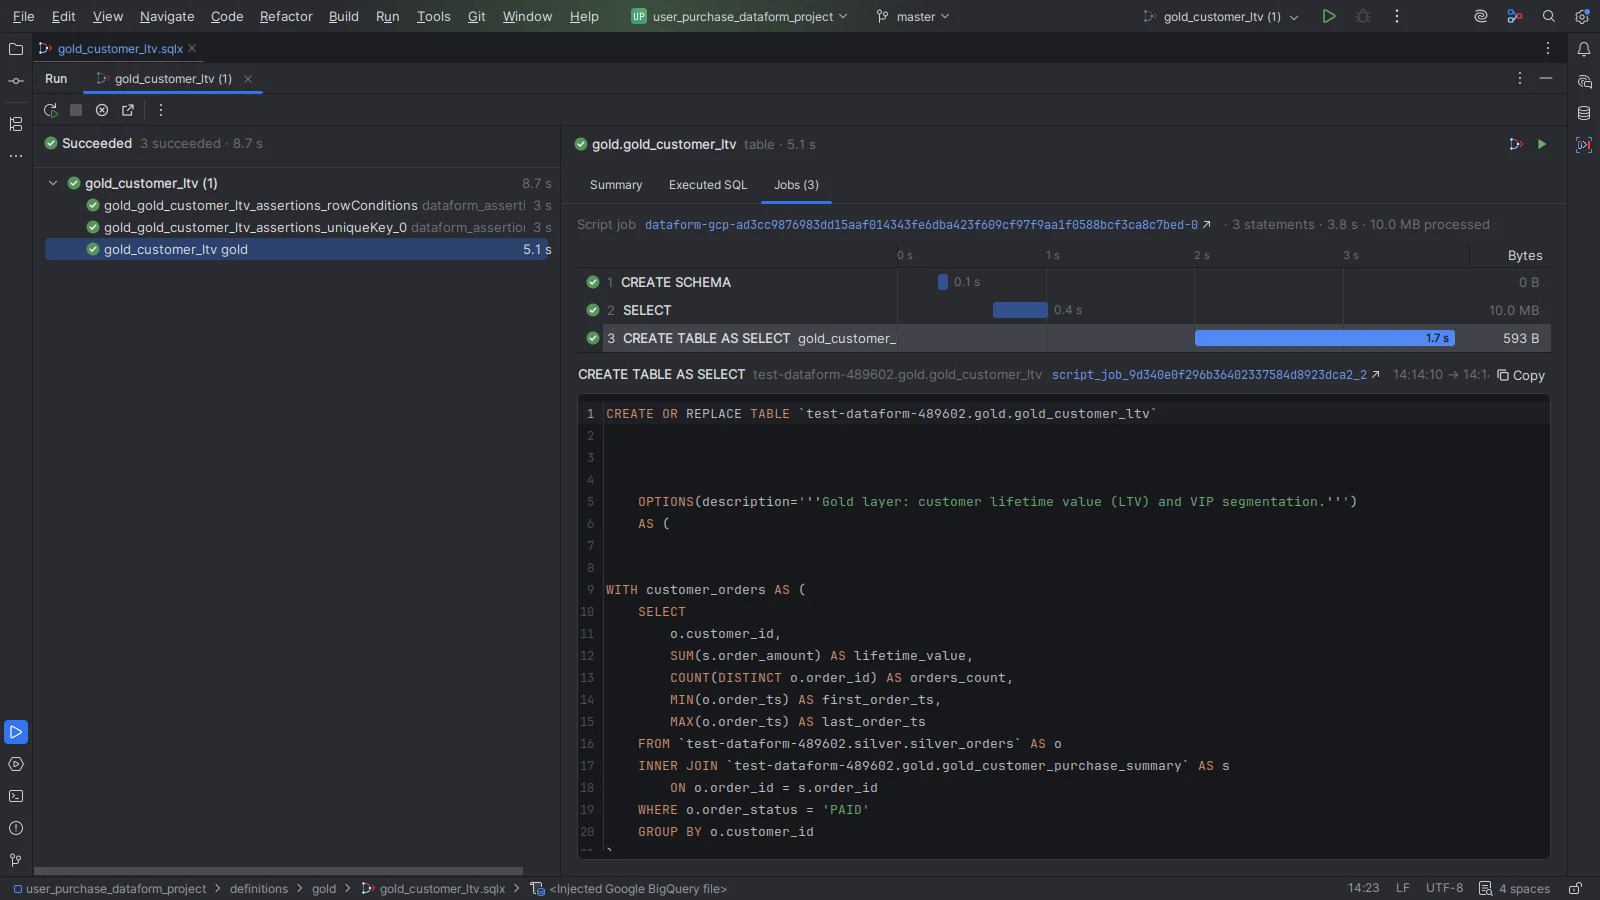 File Edit View Navigate Code Refactor Build Run Tools Git Window Help UP user_purchase_dataform_project master gold_customer_ltv (1)
gold_customer_ltv.sqlx
Run gold_customer_ltv (1)
Succeeded 3 succeeded · 8.7 s
gold_customer_ltv (1) 8.7 s
gold_gold_customer_ltv_assertions_rowConditions dataform_asserti 3 s
gold_gold_customer_ltv_assertions_uniqueKey_0 dataform_assertio 3 s
gold_customer_ltv gold 5.1 s
gold.gold_customer_ltv table · 5.1 s
Summary Executed SQL Jobs (3)
Script job dataform-gcp-ad3cc9876983dd15aaf014343fe6dba423f609cf97f9aa1f0588bcf3ca8c7bed-0 ↗ · 3 statements · 3.8 s · 10.0 MB processed
0 s 1 s 2 s 3 s Bytes
1 CREATE SCHEMA 0.1 s 0 B
2 SELECT 0.4 s 10.0 MB
3 CREATE TABLE AS SELECT gold_customer_ 1.7 s 593 B
CREATE TABLE AS SELECT test-dataform-489602.gold.gold_customer_ltv script_job_9d340e0f296b36402337584d8923dca2_2 ↗ 14:14:10 → 14:1 Copy
1 CREATE OR REPLACE TABLE `test-dataform-489602.gold.gold_customer_ltv`
2
3
4
5 OPTIONS(description='''Gold layer: customer lifetime value (LTV) and VIP segmentation.''')
6 AS (
7
8
9 WITH customer_orders AS (
10 SELECT
11 o.customer_id,
12 SUM(s.order_amount) AS lifetime_value,
13 COUNT(DISTINCT o.order_id) AS orders_count,
14 MIN(o.order_ts) AS first_order_ts,
15 MAX(o.order_ts) AS last_order_ts
16 FROM `test-dataform-489602.silver.silver_orders` AS o
17 INNER JOIN `test-dataform-489602.gold.gold_customer_purchase_summary` AS s
18 ON o.order_id = s.order_id
19 WHERE o.order_status = 'PAID'
20 GROUP BY o.customer_id
user_purchase_dataform_project > definitions > gold > gold_customer_ltv.sqlx > <Injected Google BigQuery file> 14:23 LF UTF-8 4 spaces